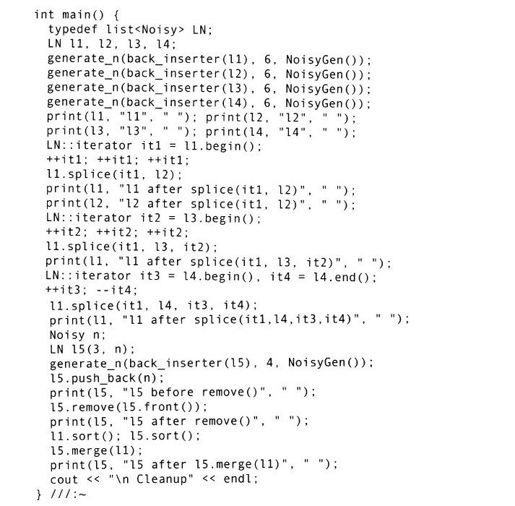 int main() {
typedef list<Noisy> LN;
LN l1, l2, l3, l4;
generate_n(back_inserter(l1), 6, NoisyGen());
generate_n(back_inserter(l2), 6, NoisyGen());
generate_n(back_inserter(l3), 6, NoisyGen());
generate_n(back_inserter(l4), 6, NoisyGen());
print(l1, "l1", " "); print(l2, "l2", " ");
print(l3, "l3", " "); print(l4, "l4", " ");
LN::iterator it1 = l1.begin();
++it1; ++it1; ++it1;
l1.splice(it1, l2);
print(l1, "l1 after splice(it1, l2)", " ");
print(l2, "l2 after splice(it1, l2)", " ");
LN::iterator it2 = l3.begin();
++it2; ++it2; ++it2;
l1.splice(it1, l3, it2);
print(l1, "l1 after splice(it1, l3, it2)", " ");
LN::iterator it3 = l4.begin(), it4 = l4.end();
++it3; --it4;
l1.splice(it1, l4, it3, it4);
print(l1, "l1 after splice(it1,l4,it3,it4)", " ");
Noisy n;
LN l5(3, n);
generate_n(back_inserter(l5), 4, NoisyGen());
l5.push_back(n);
print(l5, "l5 before remove()", " ");
l5.remove(l5.front());
print(l5, "l5 after remove()", " ");
l1.sort(); l5.sort();
l5.merge(l1);
print(l5, "l5 after l5.merge(l1)", " ");
cout << "\n Cleanup" << endl;
} ///:~